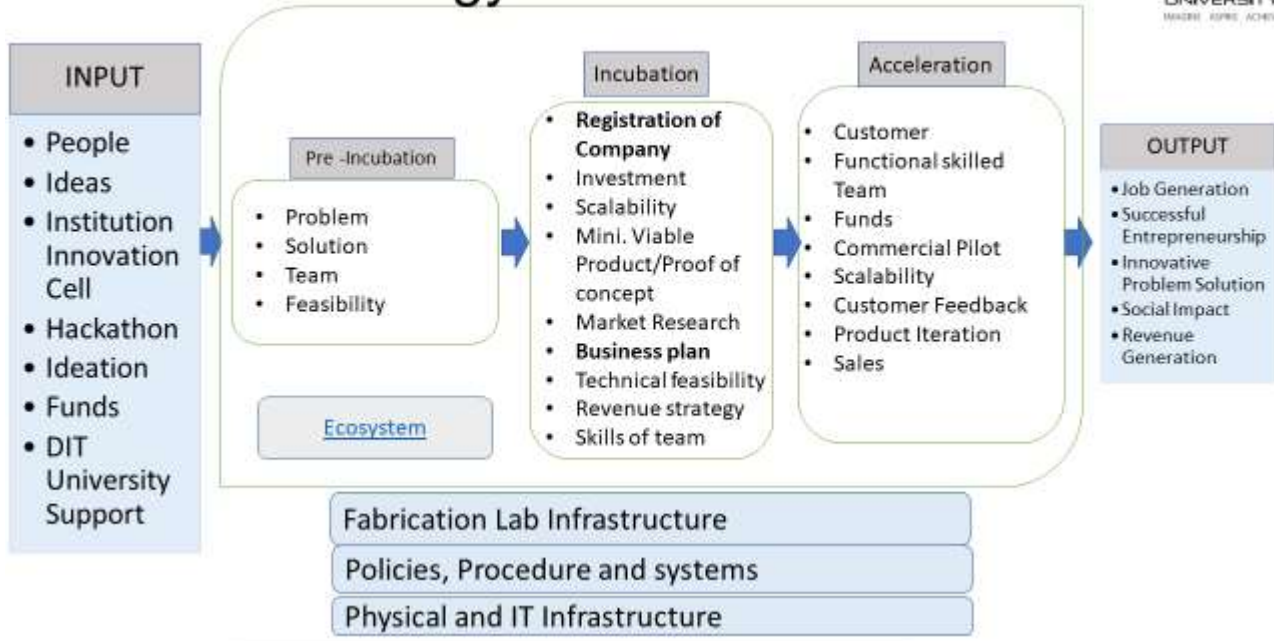 UNIVERSITY
INPUT
• People
• Ideas
• Institution
Innovation
Cell
• Hackathon
• Ideation
• Funds
• DIT
University
Support
Pre -Incubation
• Problem
• Solution
• Team
• Feasibility
Ecosystem
Incubation
• Registration of
Company
• Investment
• Scalability
• Mini. Viable
Product/Proof of
concept
• Market Research
• Business plan
• Technical feasibility
• Revenue strategy
• Skills of team
Acceleration
• Customer
• Functional skilled
Team
• Funds
• Commercial Pilot
• Scalability
• Customer Feedback
• Product Iteration
• Sales
OUTPUT
• Job Generation
• Successful
Entrepreneurship
• Innovative
Problem Solution
• Social Impact
• Revenue
Generation
Fabrication Lab Infrastructure
Policies, Procedure and systems
Physical and IT Infrastructure